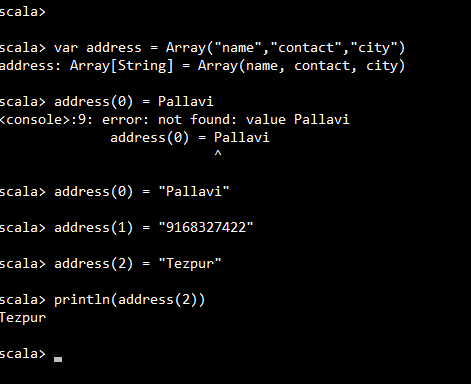 scala>
scala> var address = Array("name","contact","city")
address: Array[String] = Array(name, contact, city)
scala> address(0) = Pallavi
<console>:9: error: not found: value Pallavi
address(0) = Pallavi
^
scala> address(0) = "Pallavi"
scala> address(1) = "9168327422"
scala> address(2) = "Tezpur"
scala> println(address(2))
Tezpur
scala>